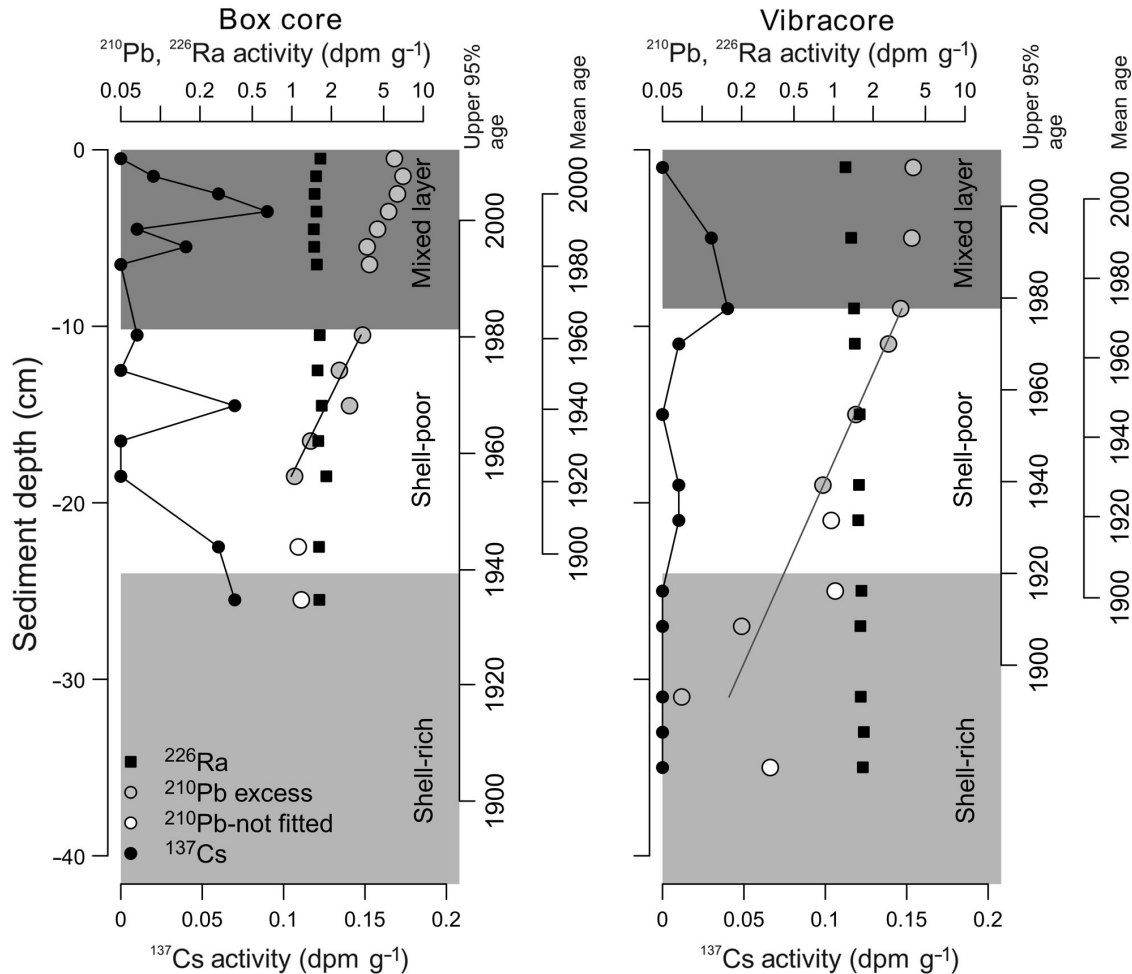 Box core
²¹⁰Pb, ²²⁶Ra activity (dpm g⁻¹)
0.05 0.2 0.5 1 2 5 10
Upper 95%
age
Mean age
Sediment depth (cm)
0
-10
-20
-30
-40
Mixed layer
Shell-poor
Shell-rich
2000
1980
1960
1940
1920
1900
2000
1980
1960
1940
1920
1900
²²⁶Ra
²¹⁰Pb excess
²¹⁰Pb-not fitted
¹³⁷Cs
0 0.05 0.1 0.15 0.2
¹³⁷Cs activity (dpm g⁻¹)
Vibracore
²¹⁰Pb, ²²⁶Ra activity (dpm g⁻¹)
0.05 0.2 0.5 1 2 5 10
Upper 95%
age
Mean age
Mixed layer
Shell-poor
Shell-rich
2000
1980
1960
1940
1920
1900
2000
1980
1960
1940
1920
1900
0 0.05 0.1 0.15 0.2
¹³⁷Cs activity (dpm g⁻¹)